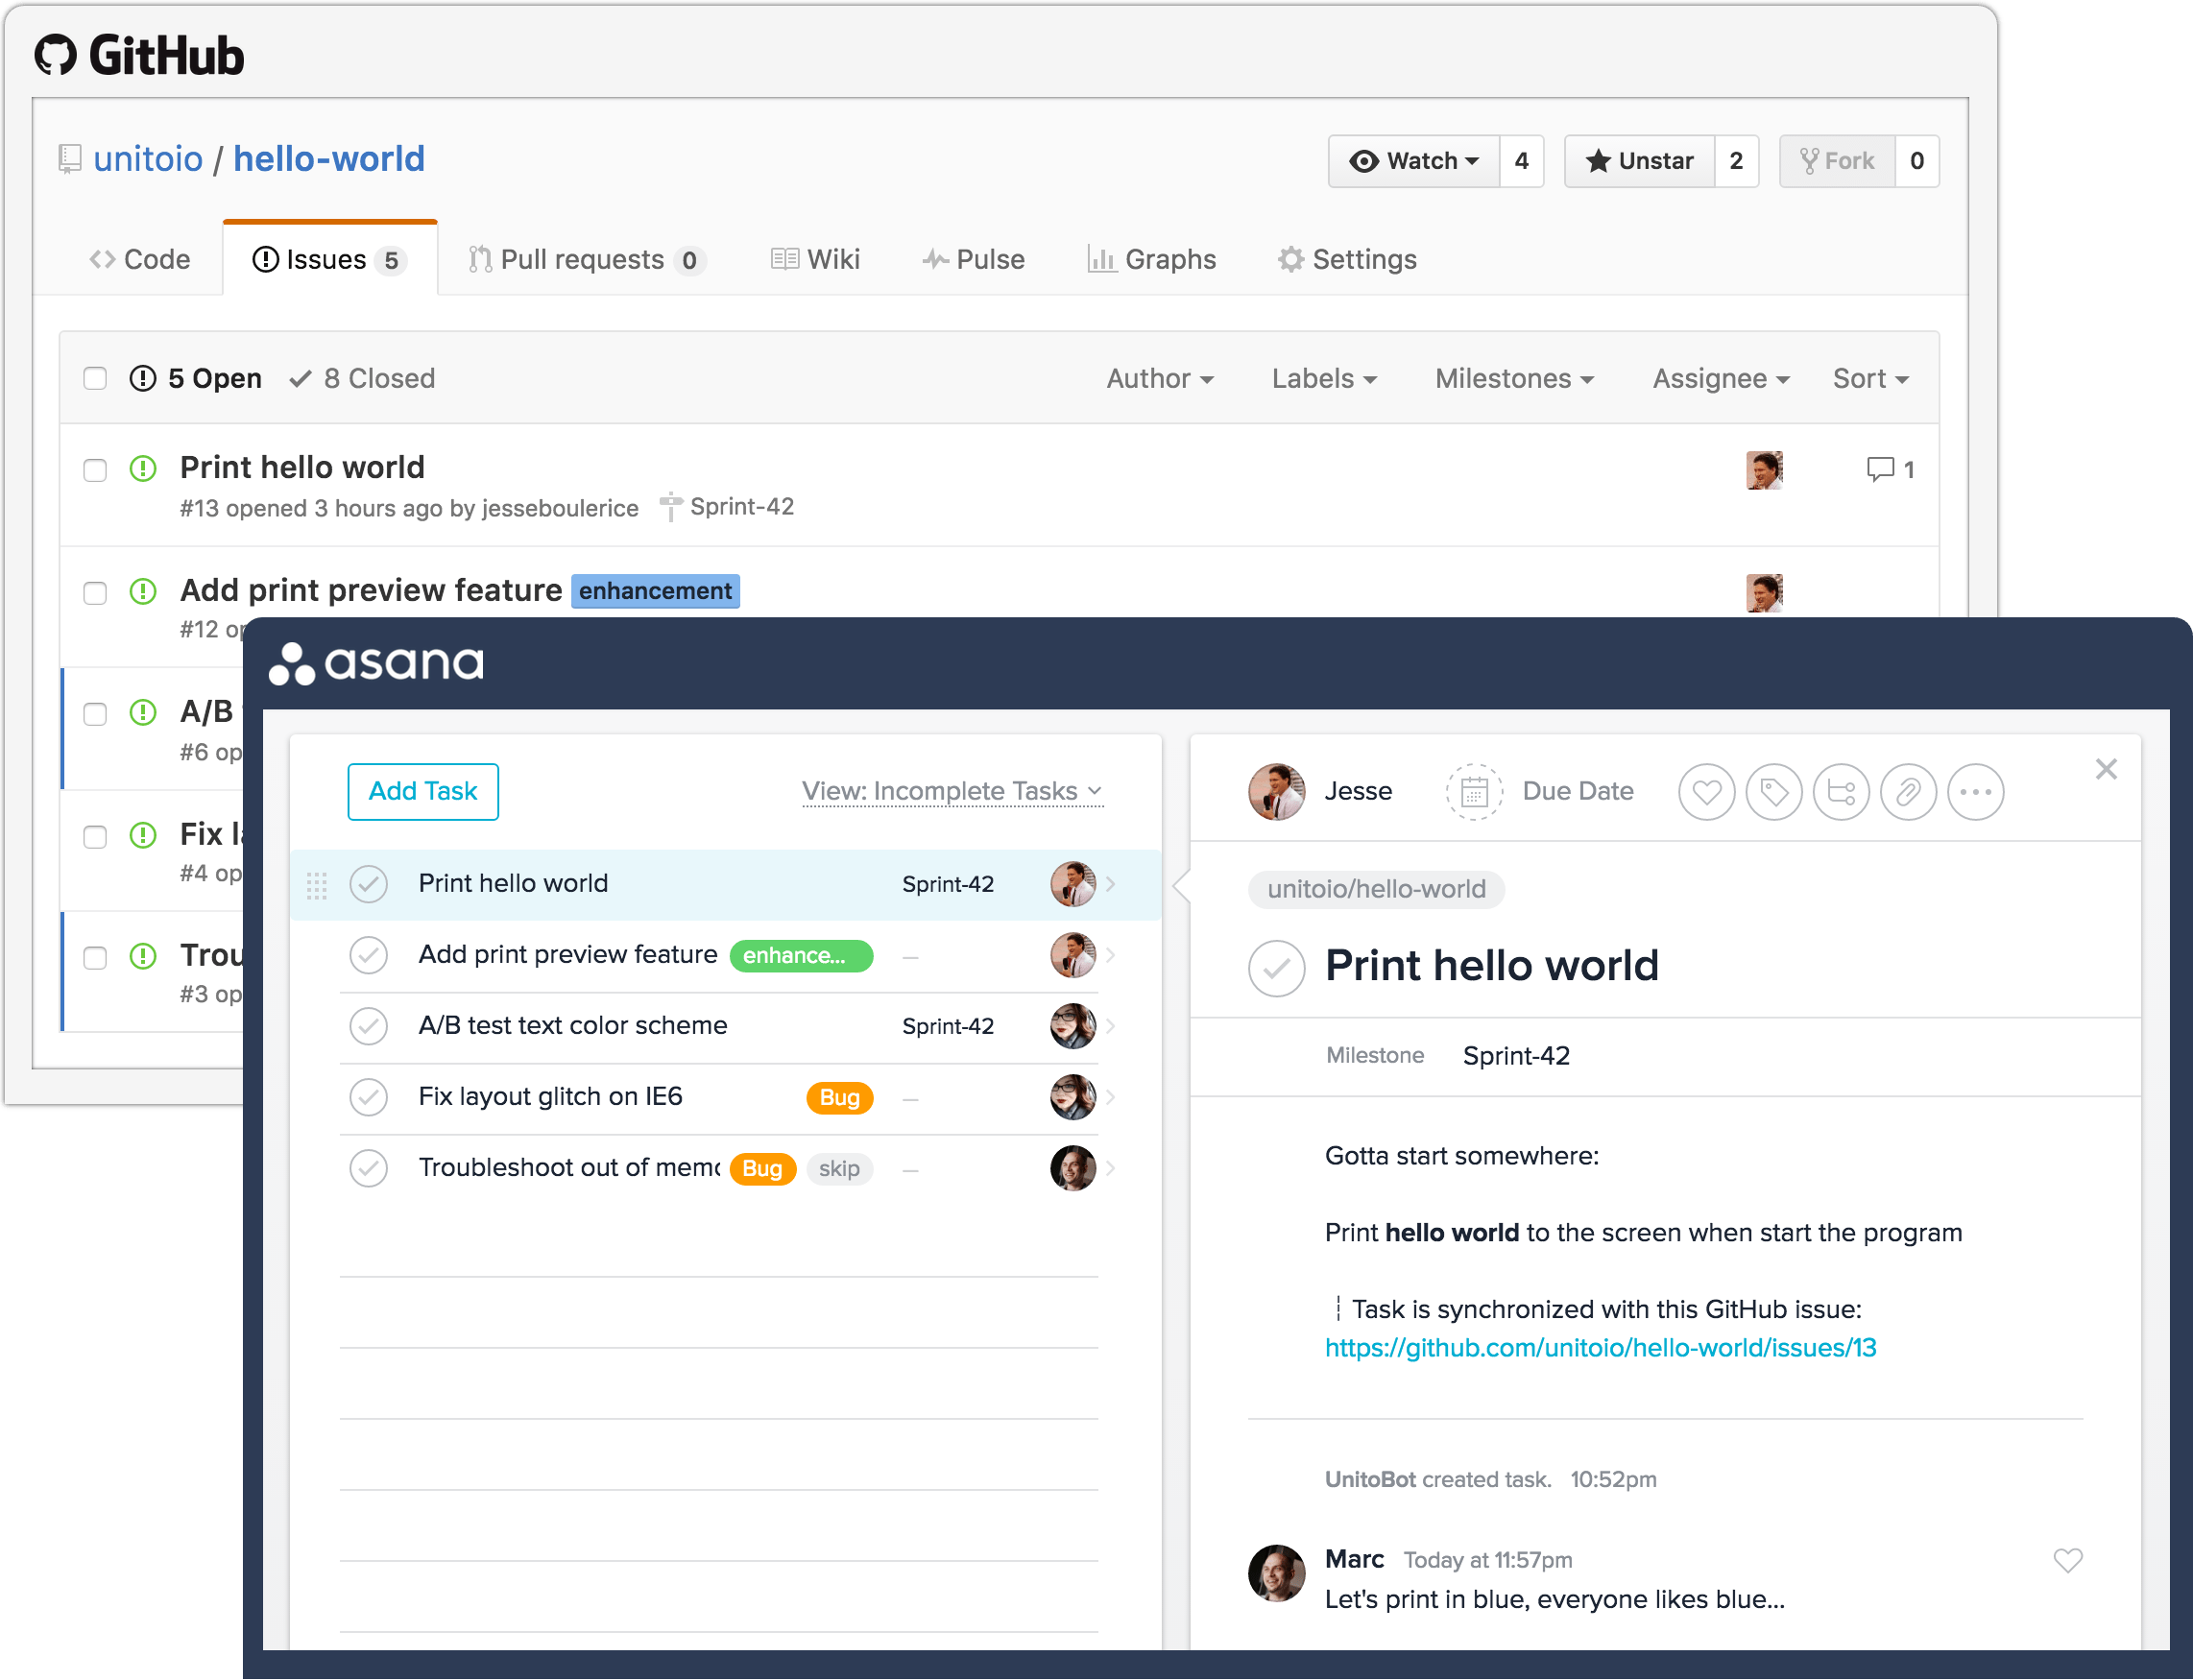 GitHub
unitoio / hello-world
Watch 4
Unstar 2
Fork 0
Code
Issues 5
Pull requests 0
Wiki
Pulse
Graphs
Settings
5 Open 8 Closed
Author Labels Milestones Assignee Sort
Print hello world
1
#13 opened 3 hours ago by jesseboulerice Sprint-42
Add print preview feature enhancement
#12 op
A/B
#6 op
Fix
#4 op
Trou
#3 op
asana
Add Task
View: Incomplete Tasks
Print hello world Sprint-42
Add print preview feature enhance... –
A/B test text color scheme Sprint-42
Fix layout glitch on IE6 Bug –
Troubleshoot out of memo Bug skip –
Jesse
Due Date
unitoio/hello-world
Print hello world
Milestone Sprint-42
Gotta start somewhere:
Print hello world to the screen when start the program
┆ Task is synchronized with this GitHub issue:
https://github.com/unitoio/hello-world/issues/13
UnitoBot created task. 10:52pm
Marc Today at 11:57pm
Let's print in blue, everyone likes blue...